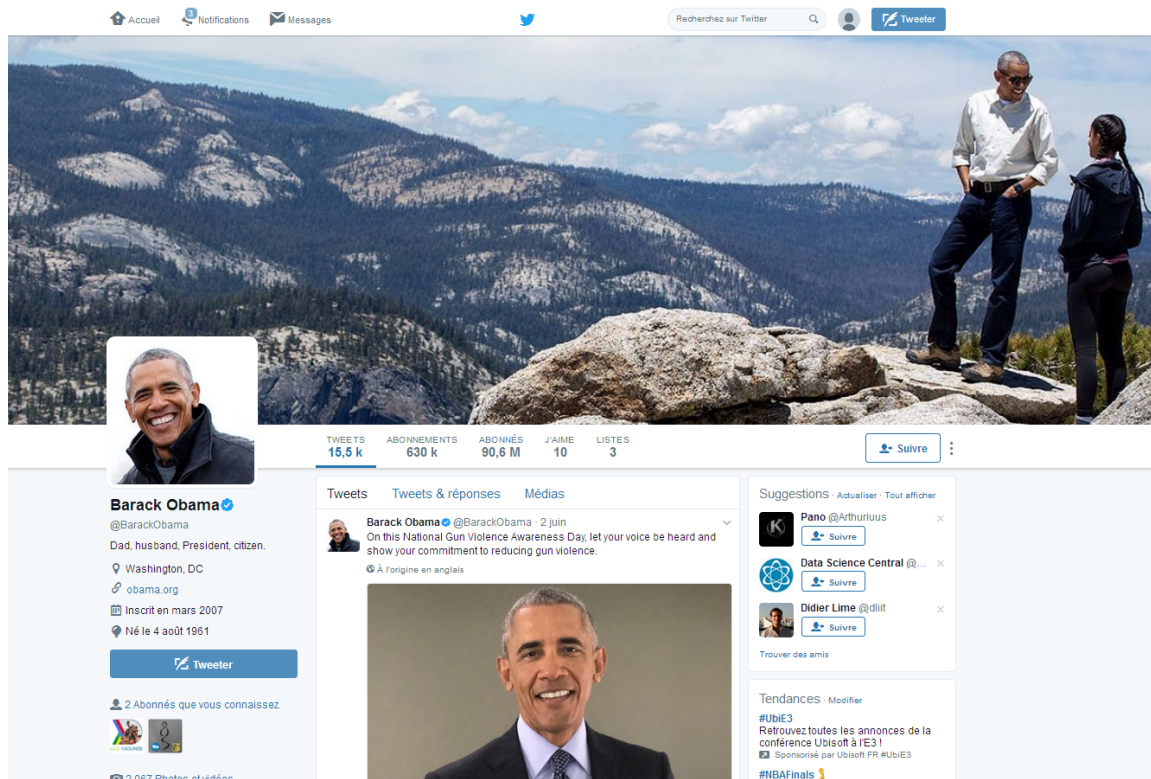 Accueil
3
Notifications
Messages
Recherchez sur Twitter
Tweeter
TWEETS
15,5 k
ABONNEMENTS
630 k
ABONNÉS
90,6 M
J'AIME
10
LISTES
3
Suivre
Barack Obama
@BarackObama
Dad, husband, President, citizen.
Washington, DC
obama.org
Inscrit en mars 2007
Né le 4 août 1961
Tweeter
2 Abonnés que vous connaissez
2 067 Photos et vidéos
Tweets
Tweets & réponses
Médias
Barack Obama @BarackObama · 2 juin
On this National Gun Violence Awareness Day, let your voice be heard and
show your commitment to reducing gun violence.
À l'origine en anglais
Suggestions · Actualiser · Tout afficher
Pano @Arthuriuus
Suivre
Data Science Central @...
Suivre
Didier Lime @dliit
Suivre
Trouver des amis
Tendances · Modifier
#UbiE3
Retrouvez toutes les annonces de la
conférence Ubisoft à l'E3 !
Sponsorisé par Ubisoft FR #UbiE3
#NBAFinals